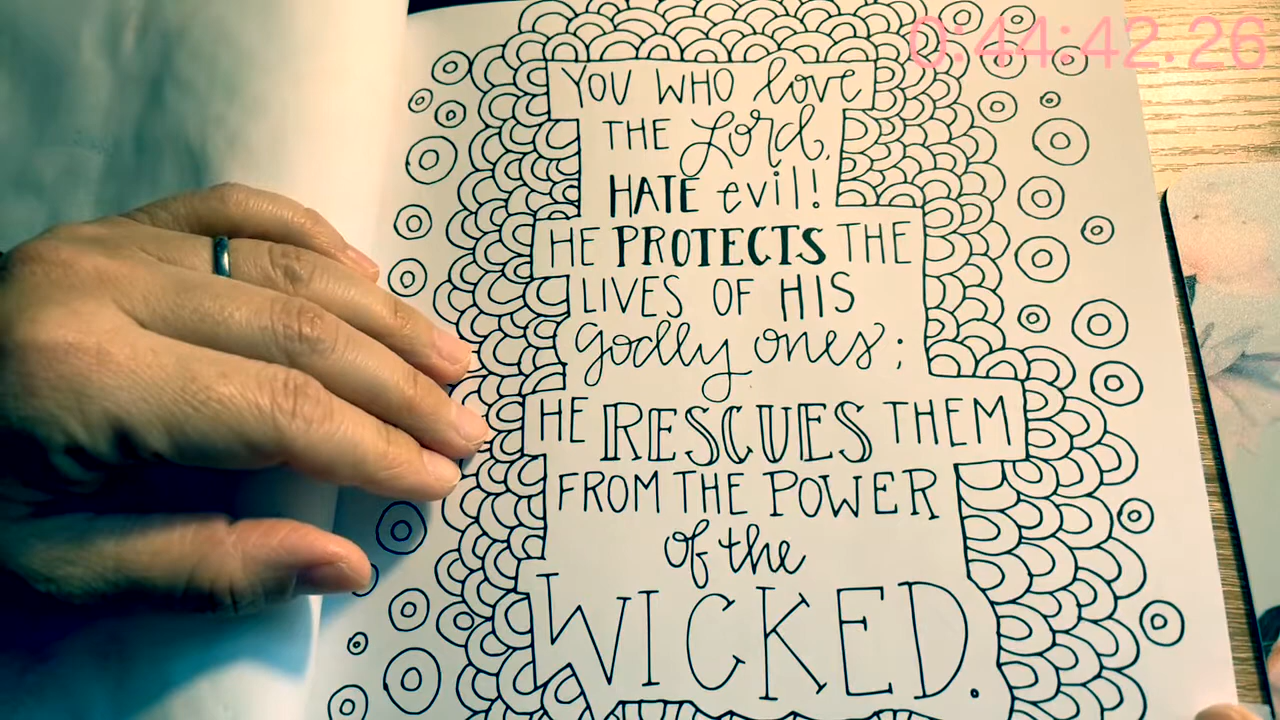 0:44:42.26
YOU WHO love
THE Lord,
HATE evil!
HE PROTECTS THE
LIVES OF HIS
godly ones;
HE RESCUES THEM
FROM THE POWER
of the
WICKED.